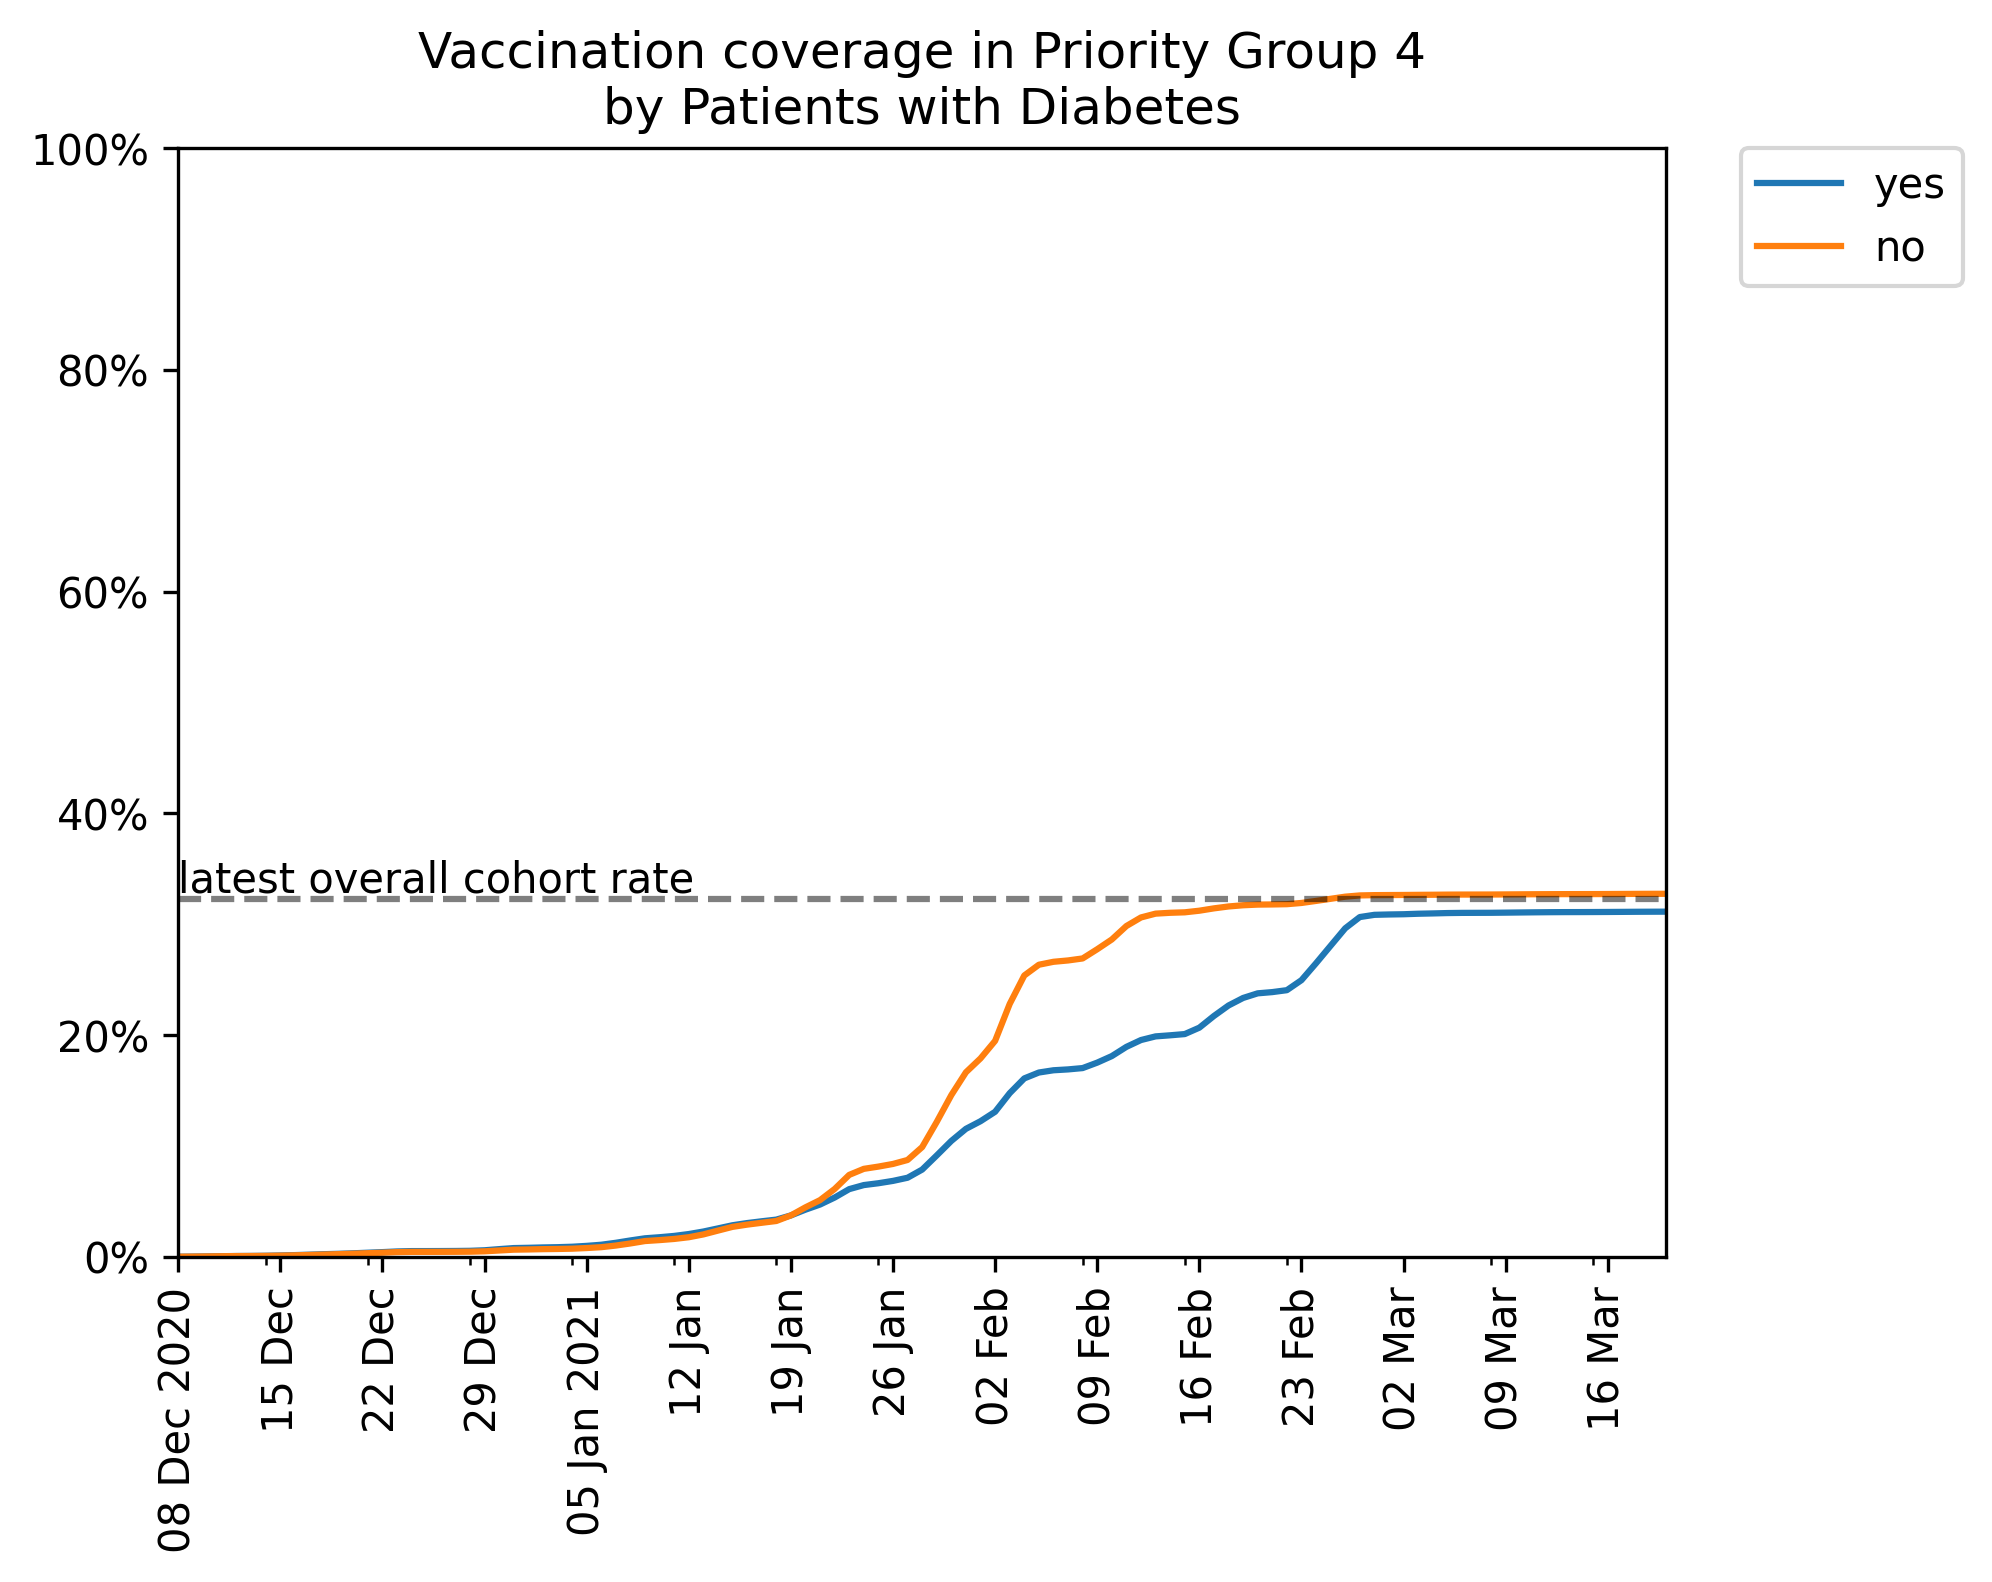 Vaccination coverage in Priority Group 4
by Patients with Diabetes
100%
80%
60%
40%
20%
0%
latest overall cohort rate
yes
no
08 Dec 2020
15 Dec
22 Dec
29 Dec
05 Jan 2021
12 Jan
19 Jan
26 Jan
02 Feb
09 Feb
16 Feb
23 Feb
02 Mar
09 Mar
16 Mar